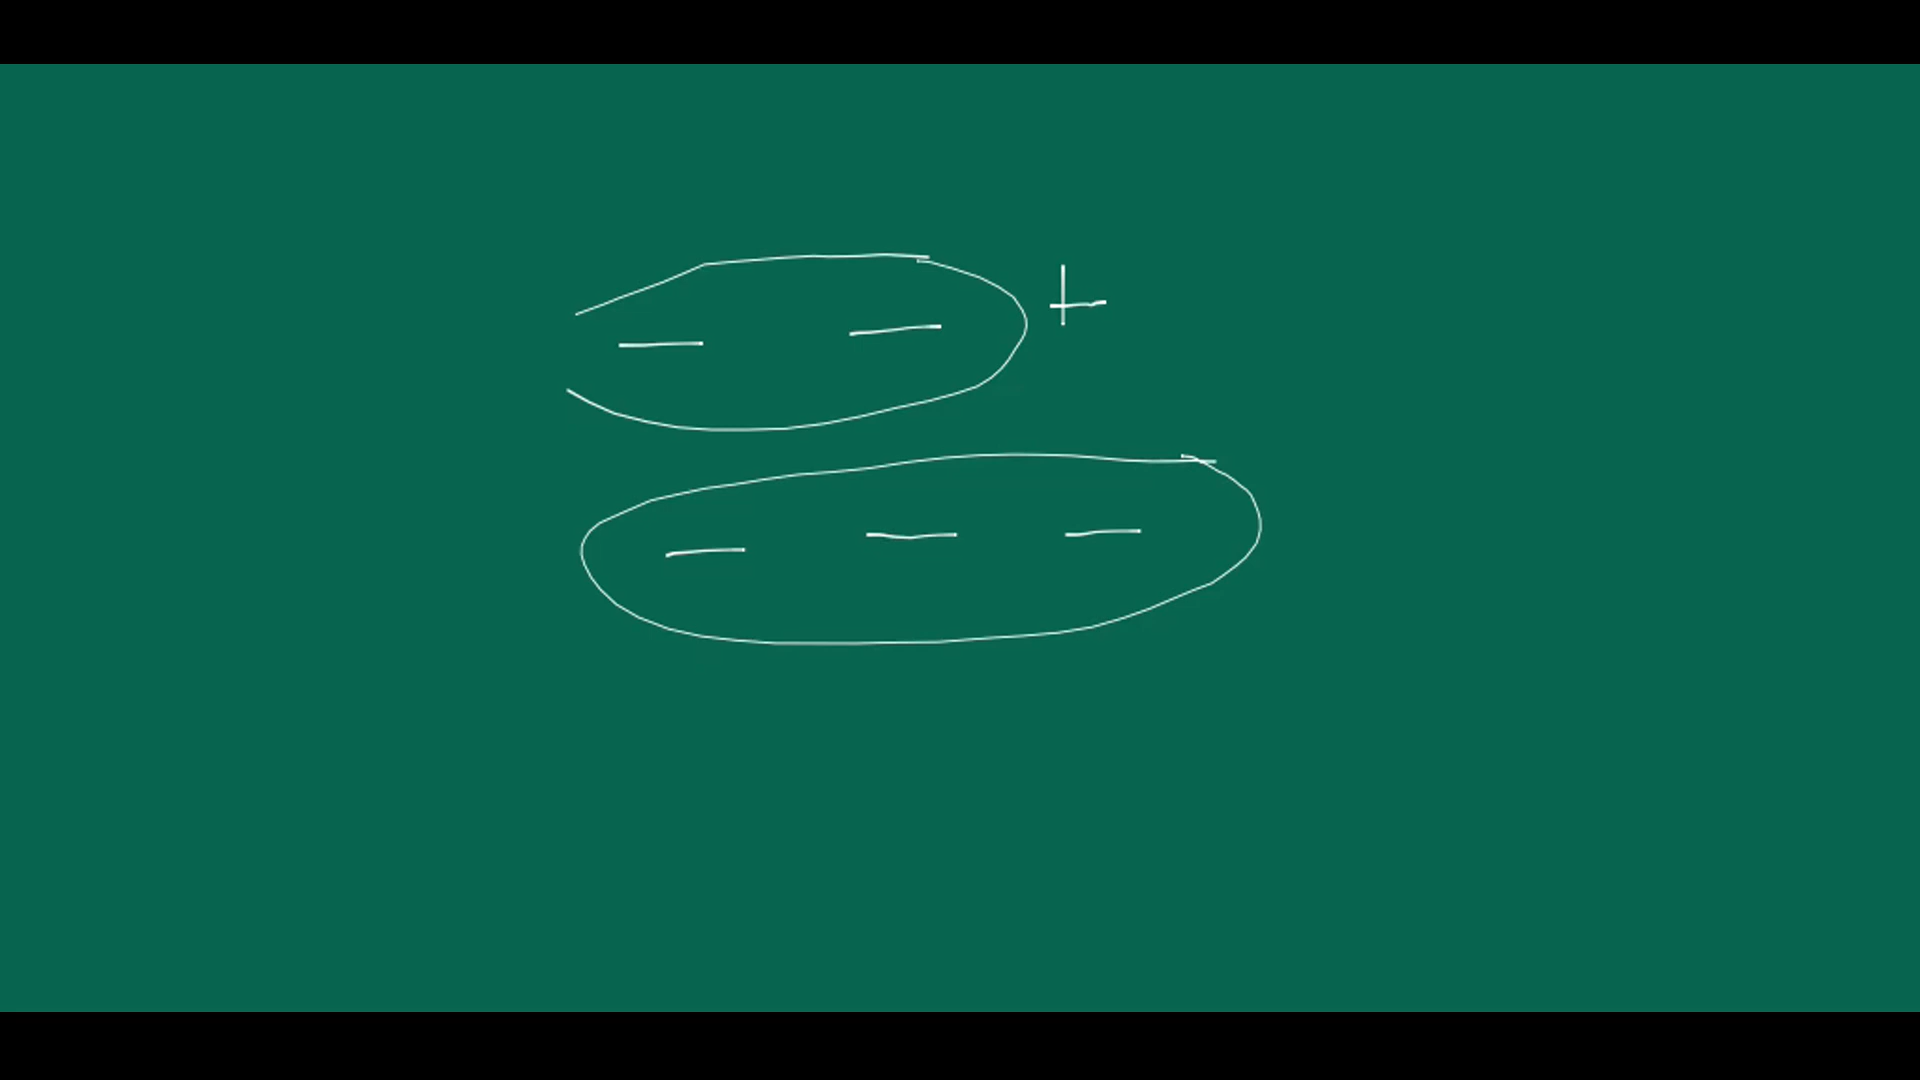 — — +
— — —